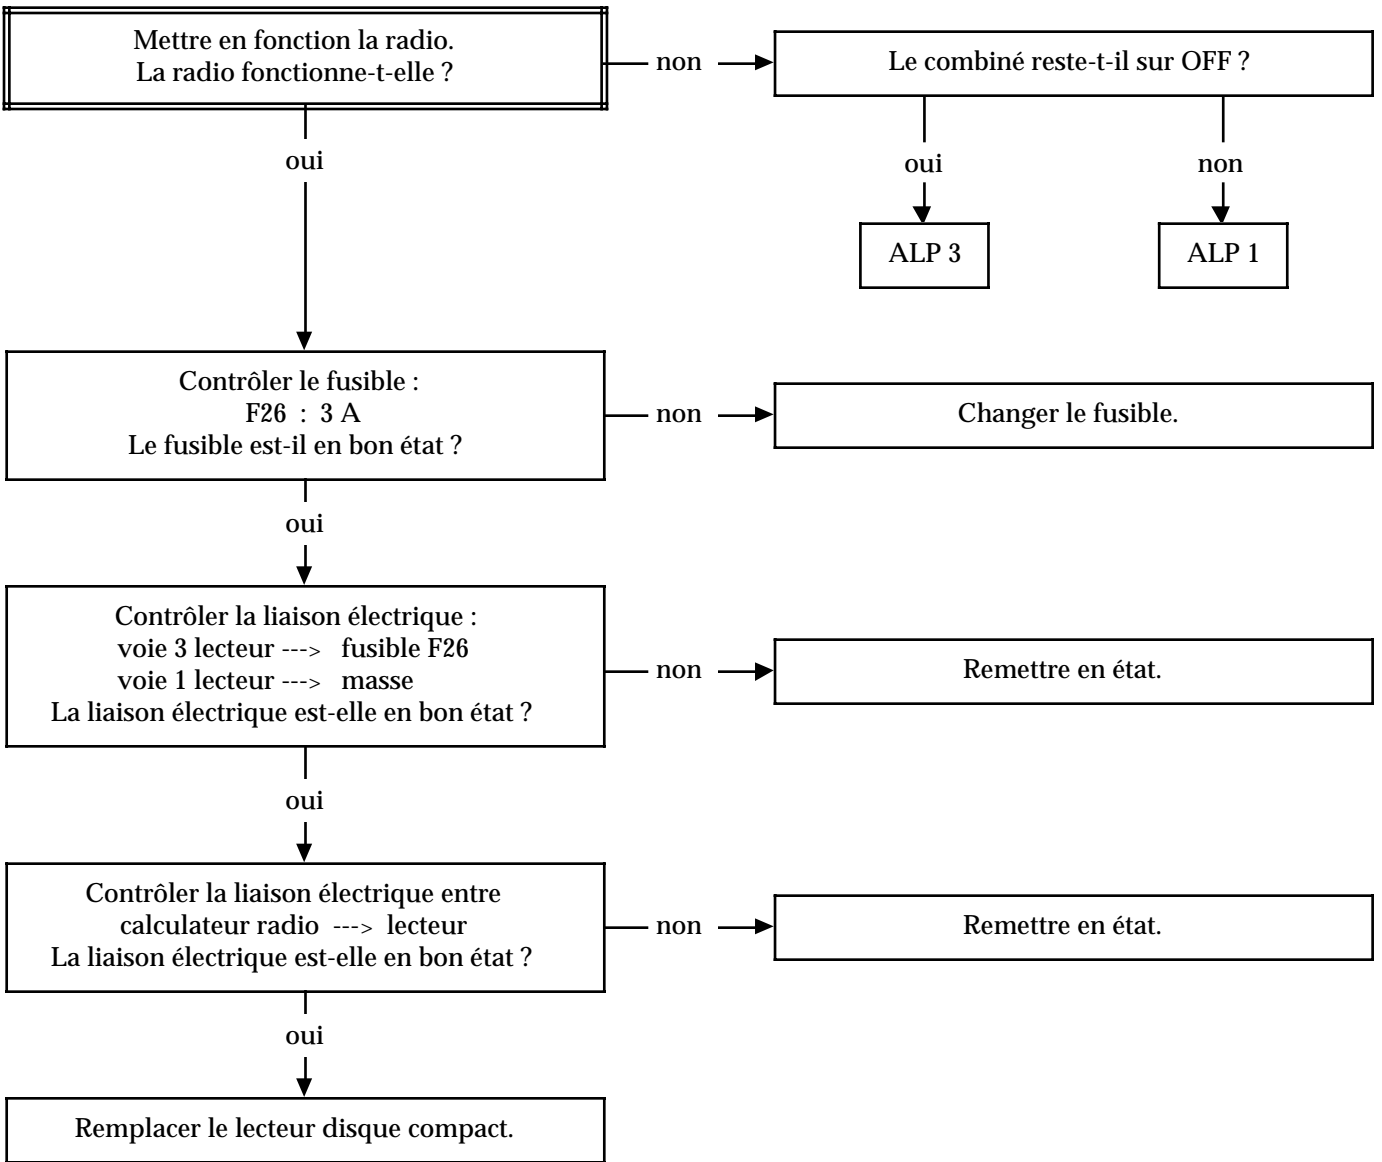 Mettre en fonction la radio.
La radio fonctionne-t-elle ?
non
Le combiné reste-t-il sur OFF ?
oui
oui
non
ALP 3
ALP 1
Contrôler le fusible :
F26 : 3 A
Le fusible est-il en bon état ?
non
Changer le fusible.
oui
Contrôler la liaison électrique :
voie 3 lecteur ---> fusible F26
voie 1 lecteur ---> masse
La liaison électrique est-elle en bon état ?
non
Remettre en état.
oui
Contrôler la liaison électrique entre
calculateur radio ---> lecteur
La liaison électrique est-elle en bon état ?
non
Remettre en état.
oui
Remplacer le lecteur disque compact.